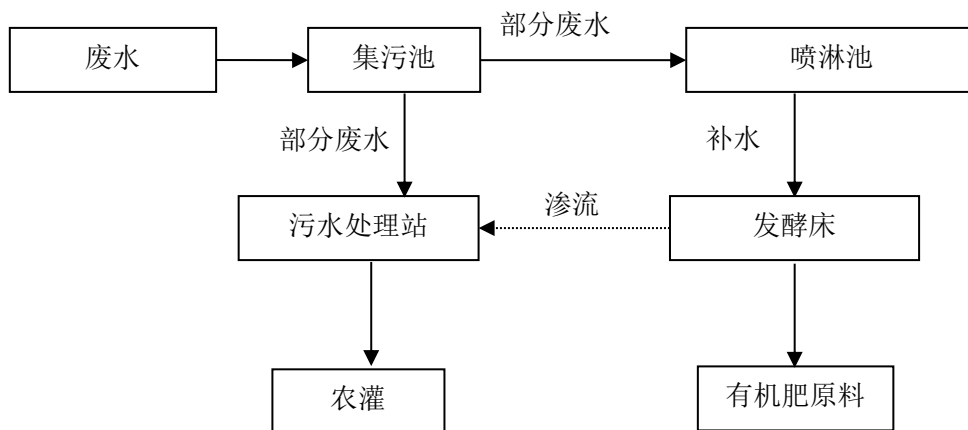 部分废水
废水
集污池
喷淋池
部分废水
补水
污水处理站
渗流
发酵床
农灌
有机肥原料